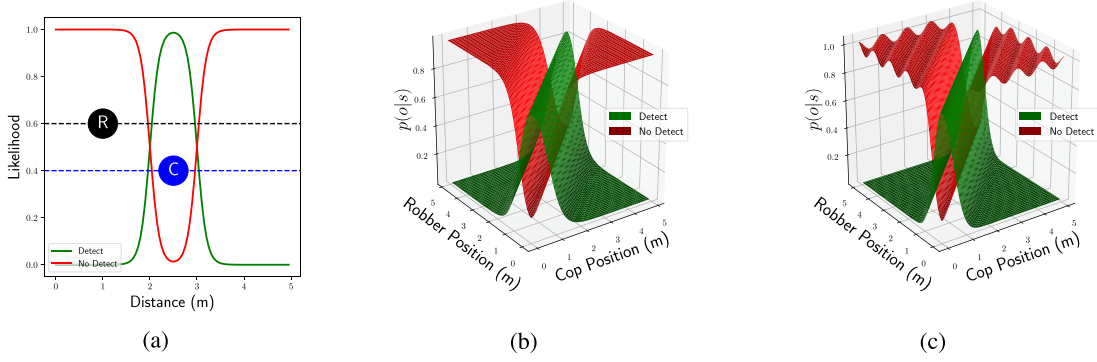 1.0
0.8
0.6
0.4
0.2
0.0
Likelihood
R
C
Detect
No Detect
0 1 2 3 4 5
Distance (m)
(a)
p(o|s)
0.8
0.6
0.4
0.2
Detect
No Detect
5 4 3 2 1 0
Robber Position (m)
0 1 2 3 4 5
Cop Position (m)
(b)
p(o|s)
1.0
0.8
0.6
0.4
0.2
Detect
No Detect
5 4 3 2 1 0
Robber Position (m)
0 1 2 3 4 5
Cop Position (m)
(c)